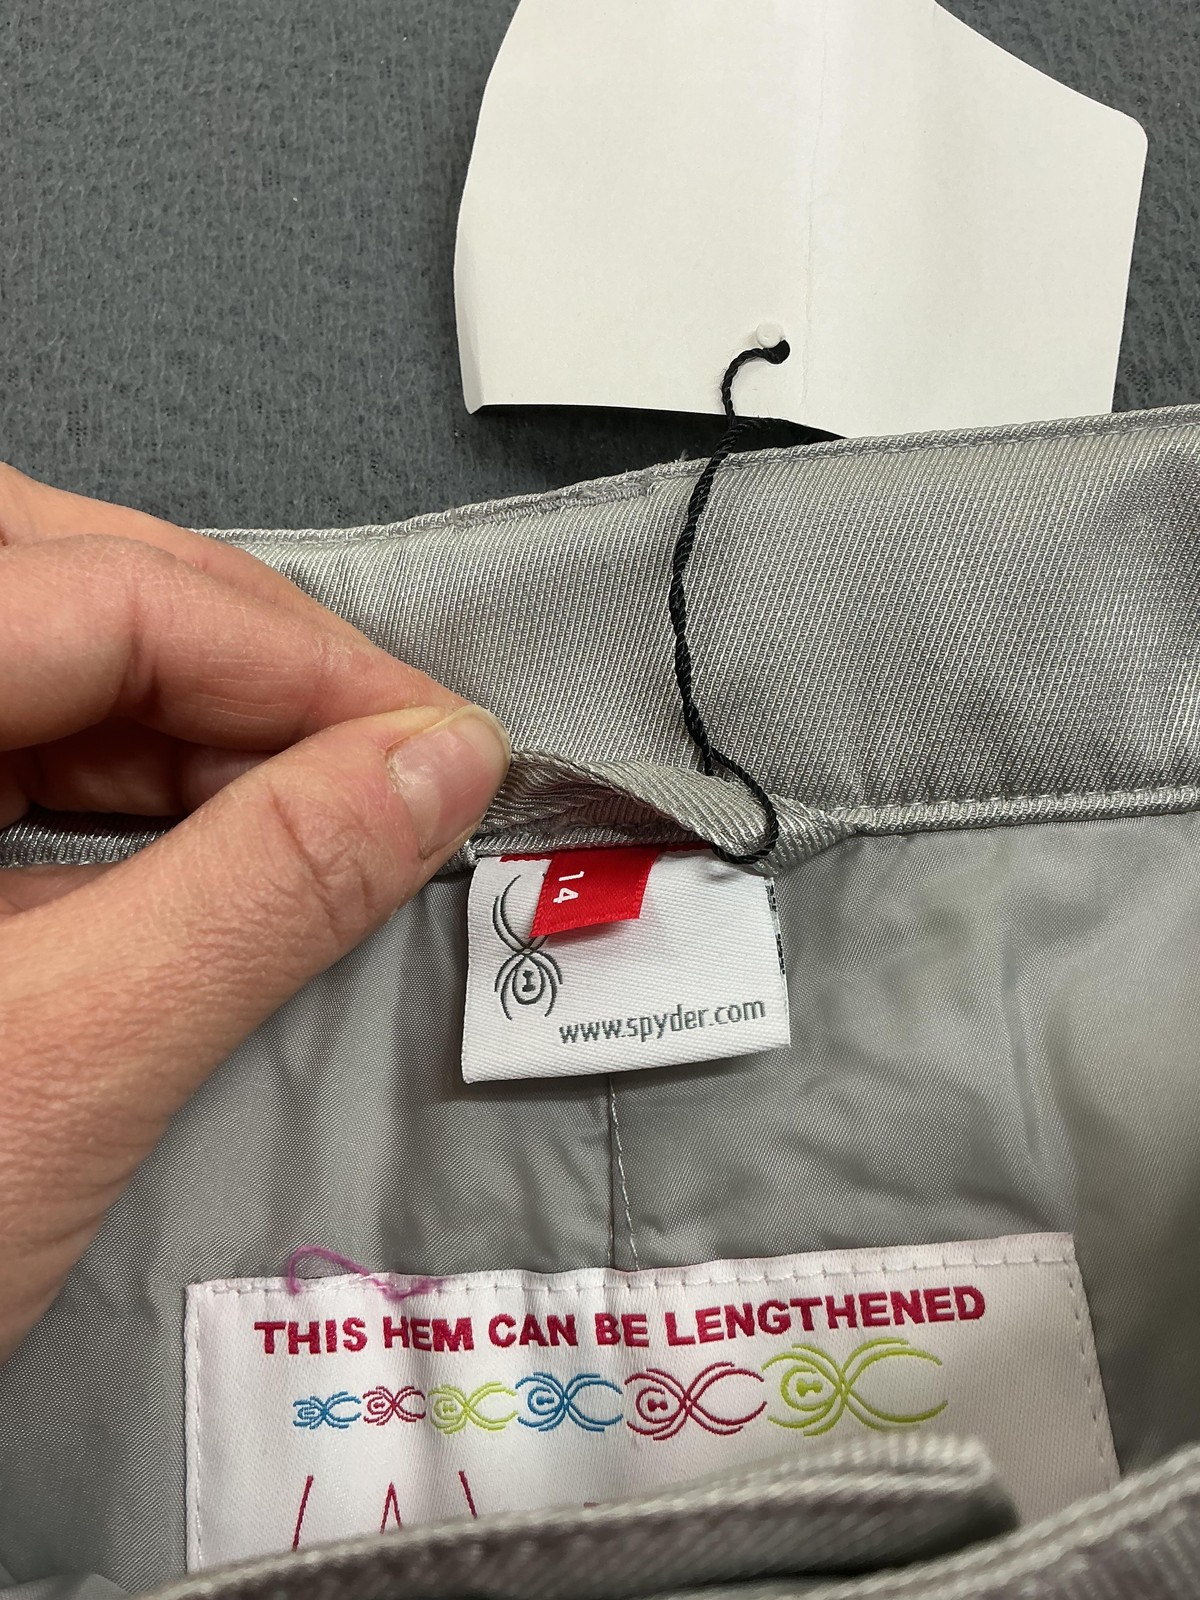 14
www.spyder.com
THIS HEM CAN BE LENGTHENED